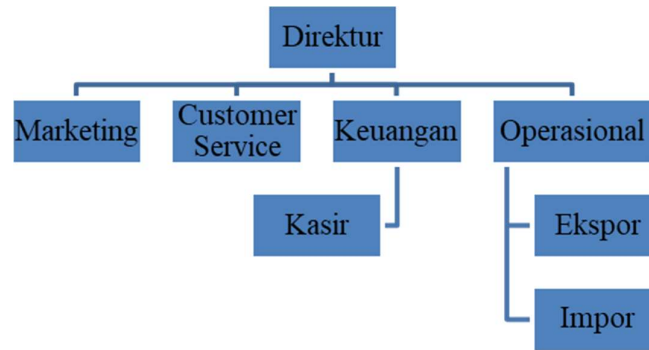 Direktur
Marketing
Customer
Service
Keuangan
Operasional
Kasir
Ekspor
Impor